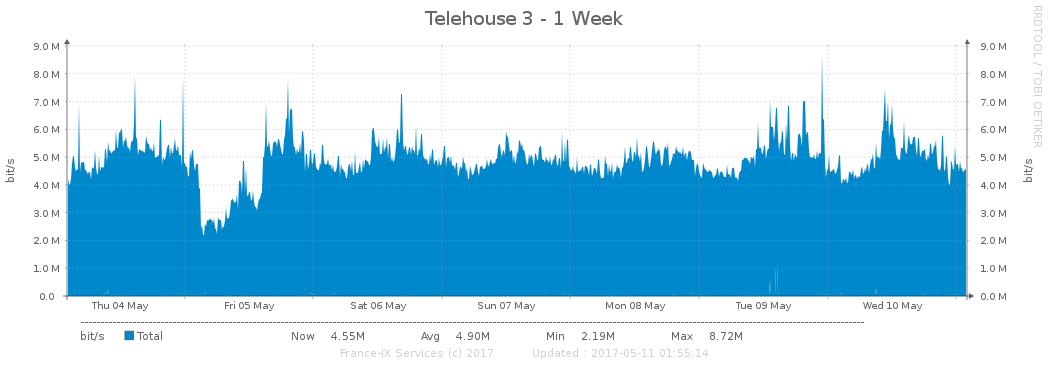 Telehouse 3 - 1 Week
RRDTOOL / TOBI OETIKER
bit/s
9.0 M 9.0 M
8.0 M 8.0 M
7.0 M 7.0 M
6.0 M 6.0 M
5.0 M 5.0 M
4.0 M 4.0 M
3.0 M 3.0 M
2.0 M 2.0 M
1.0 M 1.0 M
0.0 0.0 M
bit/s
Thu 04 May Fri 05 May Sat 06 May Sun 07 May Mon 08 May Tue 09 May Wed 10 May
bit/s Total Now 4.55M Avg 4.90M Min 2.19M Max 8.72M
France-IX Services (c) 2017 Updated : 2017-05-11 01:55:14